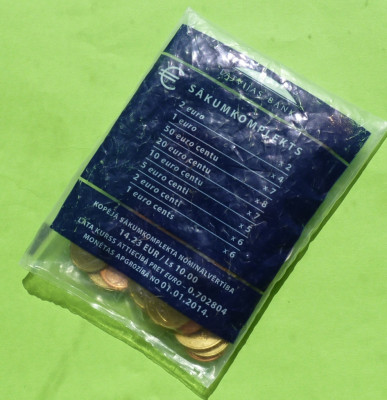 LATVIJAS BANKA
€ SĀKUMKOMPLEKTS
2 euro 2
1 euro x 4
50 euro centu x 7
20 euro centu x 8
10 euro centu x 7
5 euro centi x 5
2 euro centi x 6
1 euro cents x 6
KOPĒJĀ SĀKUMKOMPLEKTA NOMINĀLVĒRTĪBA
14.23 EUR / Ls 10.00
LATA KURSS ATTIECĪBĀ PRET EURO _ 0.702804
MONĒTAS APGROZĪBĀ NO 01.01.2014.